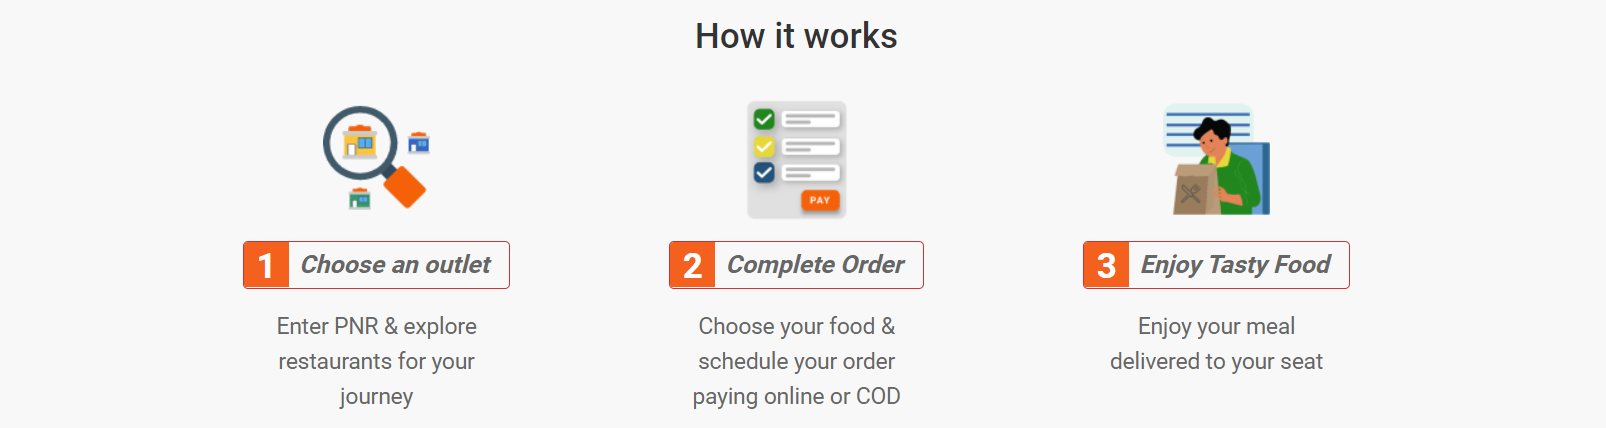 How it works
PAY
1 Choose an outlet
Enter PNR & explore
restaurants for your
journey
2 Complete Order
Choose your food &
schedule your order
paying online or COD
3 Enjoy Tasty Food
Enjoy your meal
delivered to your seat